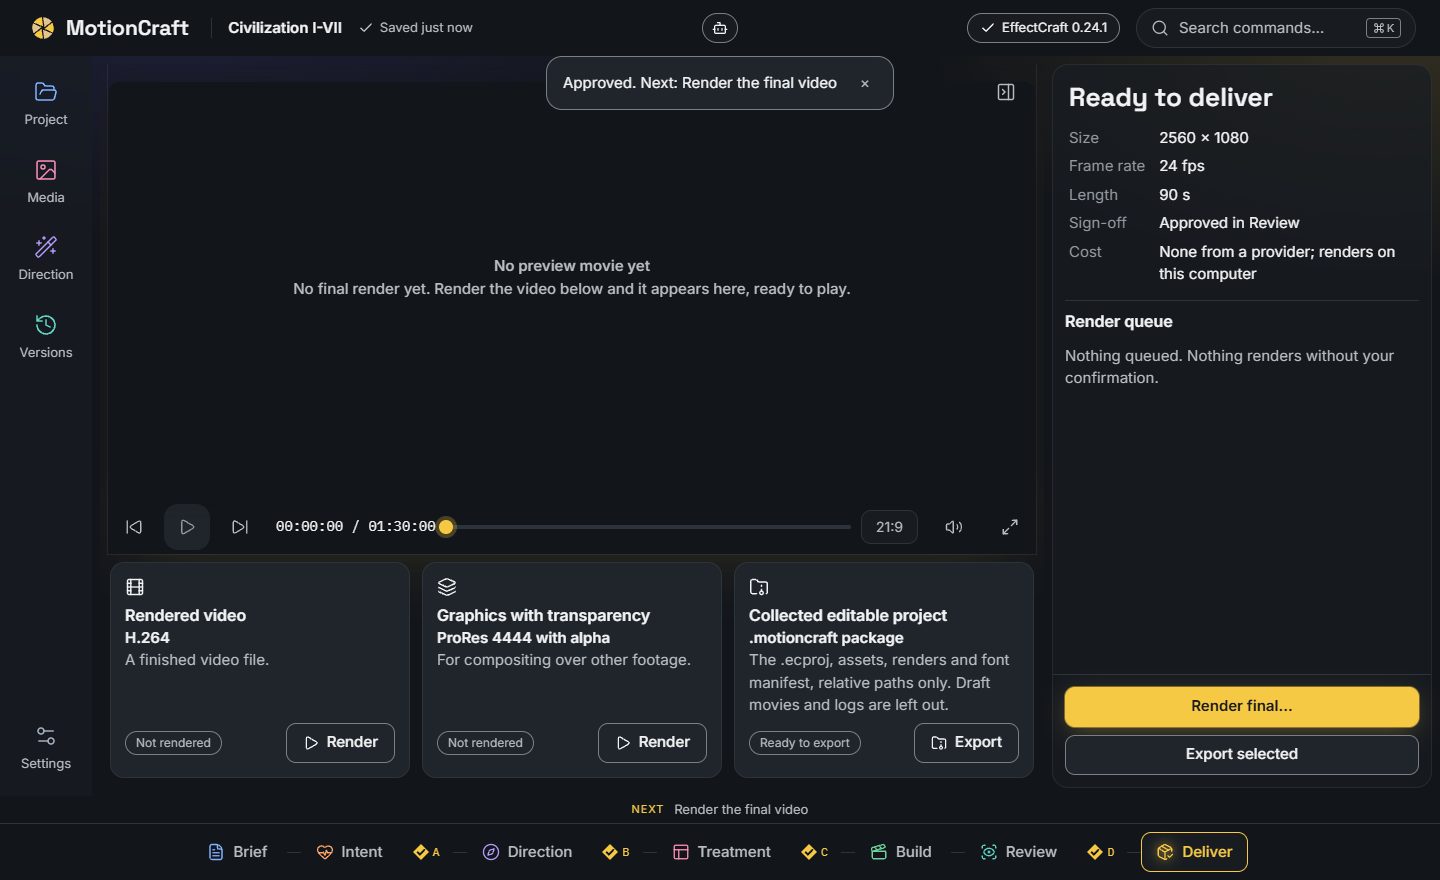 MotionCraft
Civilization I-VII
Saved just now
EffectCraft 0.24.1
Search commands...
⌘K
Approved. Next: Render the final video
×
Project
Media
Direction
Versions
Settings
No preview movie yet
No final render yet. Render the video below and it appears here, ready to play.
00:00:00 / 01:30:00
21:9
Rendered video
H.264
A finished video file.
Not rendered
Render
Graphics with transparency
ProRes 4444 with alpha
For compositing over other footage.
Not rendered
Render
Collected editable project
.motioncraft package
The .ecproj, assets, renders and font
manifest, relative paths only. Draft
movies and logs are left out.
Ready to export
Export
Ready to deliver
Size 2560 × 1080
Frame rate 24 fps
Length 90 s
Sign-off Approved in Review
Cost None from a provider; renders on
this computer
Render queue
Nothing queued. Nothing renders without your
confirmation.
Render final...
Export selected
NEXT Render the final video
Brief
Intent
A
Direction
B
Treatment
C
Build
Review
D
Deliver